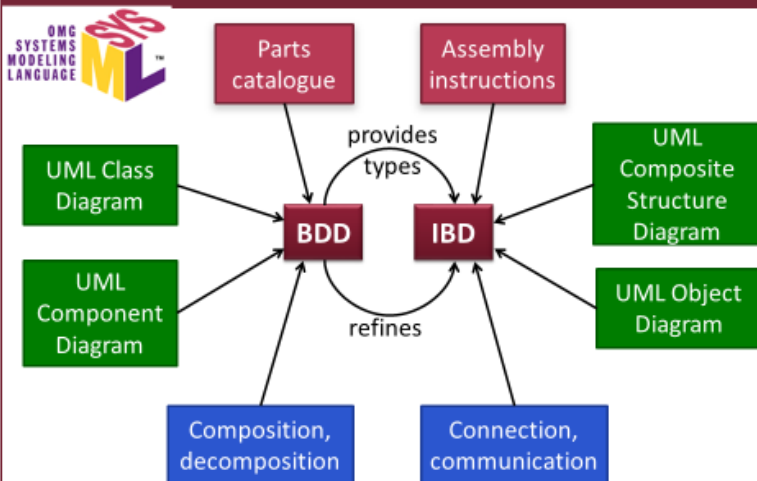 OMG
SYSTEMS
MODELING
LANGUAGE
SYS
ML
™
Parts
catalogue
Assembly
instructions
provides
types
UML Class
Diagram
UML
Composite
Structure
Diagram
BDD
IBD
UML
Component
Diagram
UML Object
Diagram
refines
Composition,
decomposition
Connection,
communication